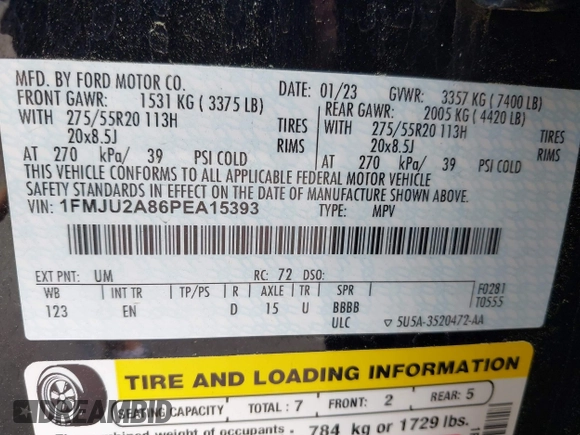 MFD. BY FORD MOTOR CO.
DATE: 01/23 GVWR: 3357 KG ( 7400 LB)
FRONT GAWR: 1531 KG ( 3375 LB)
REAR GAWR: 2005 KG ( 4420 LB)
WITH 275/55R20 113H TIRES
WITH 275/55R20 113H TIRES
20x8.5J RIMS
20x8.5J RIMS
AT 270 kPa/ 39 PSI COLD
AT 270 kPa/ 39 PSI COLD
THIS VEHICLE CONFORMS TO ALL APPLICABLE FEDERAL MOTOR VEHICLE
SAFETY STANDARDS IN EFFECT ON THE DATE OF MANUFACTURE SHOWN ABOVE.
VIN: 1FMJU2A86PEA15393 TYPE: MPV
EXT PNT: UM RC: 72 DSO:
WB INT TR TP/PS R AXLE TR SPR
123 EN D 15 U BBBB
ULC
F0281
T0555
▽ 5U5A-3520472-AA
TIRE AND LOADING INFORMATION
SEATING CAPACITY TOTAL: 7 FRONT: 2 REAR: 5
weight of occupants 784 kg or 1729 lbs.
DREAMBID